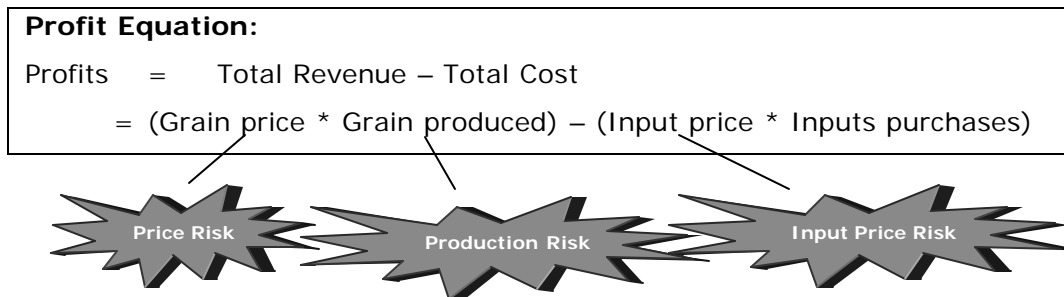 Profit Equation:
Profits = Total Revenue – Total Cost
= (Grain price * Grain produced) – (Input price * Inputs purchases)
Price Risk
Production Risk
Input Price Risk